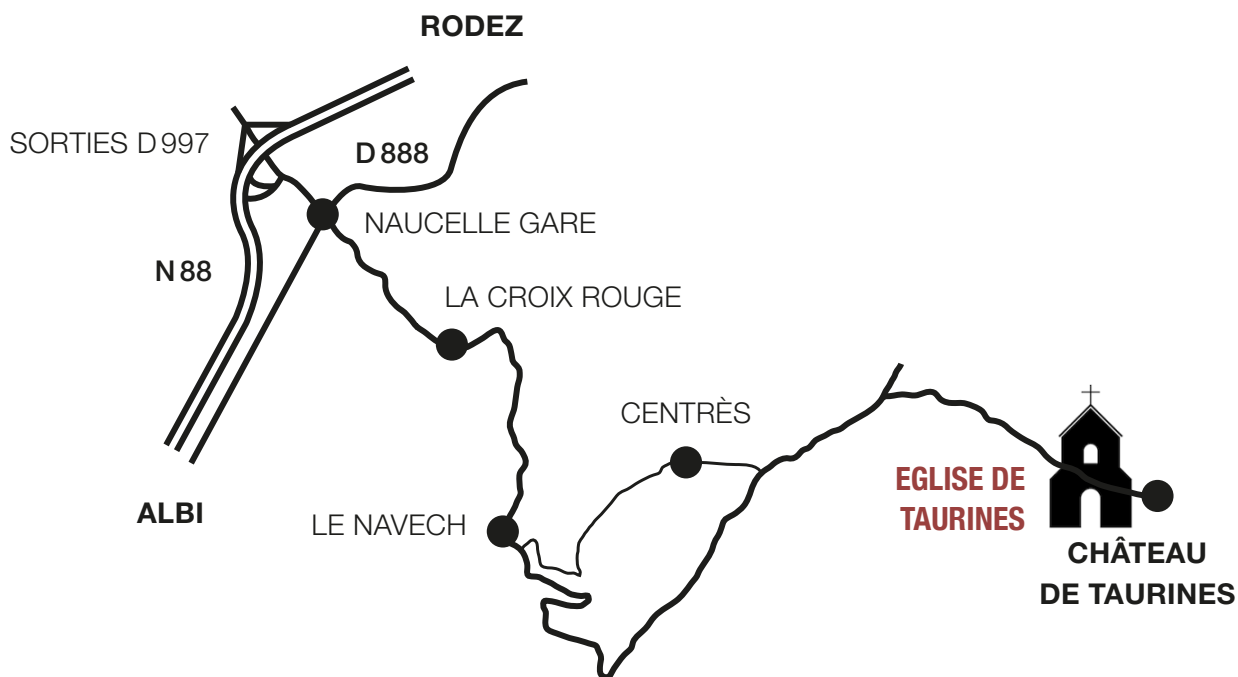 RODEZ
SORTIES D 997
D 888
NAUCELLE GARE
N 88
LA CROIX ROUGE
CENTRÈS
EGLISE DE
TAURINES
ALBI
LE NAVECH
CHÂTEAU
DE TAURINES